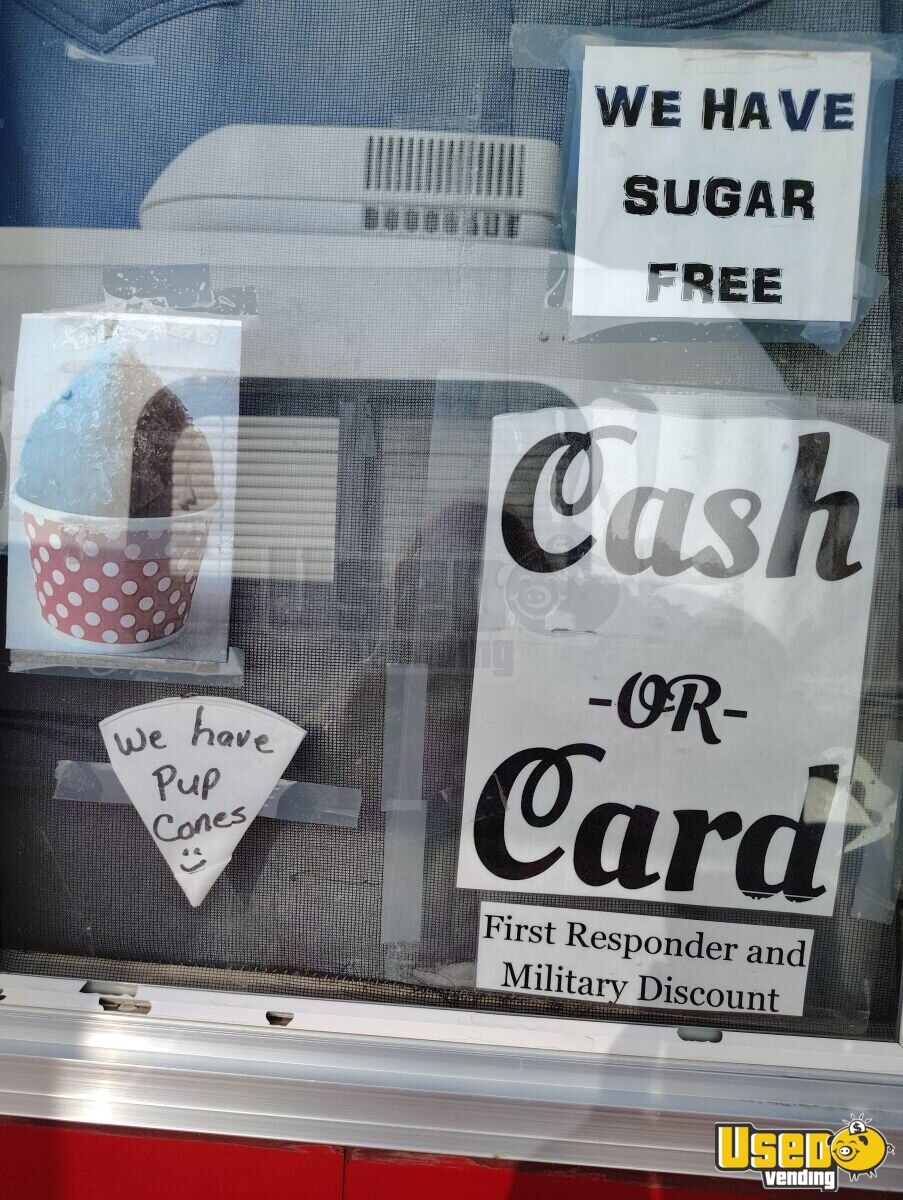 WE HAVE
SUGAR
FREE
Cash
-OR-
Card
First Responder and
Military Discount
We have
Pup
Cones
USED
vending